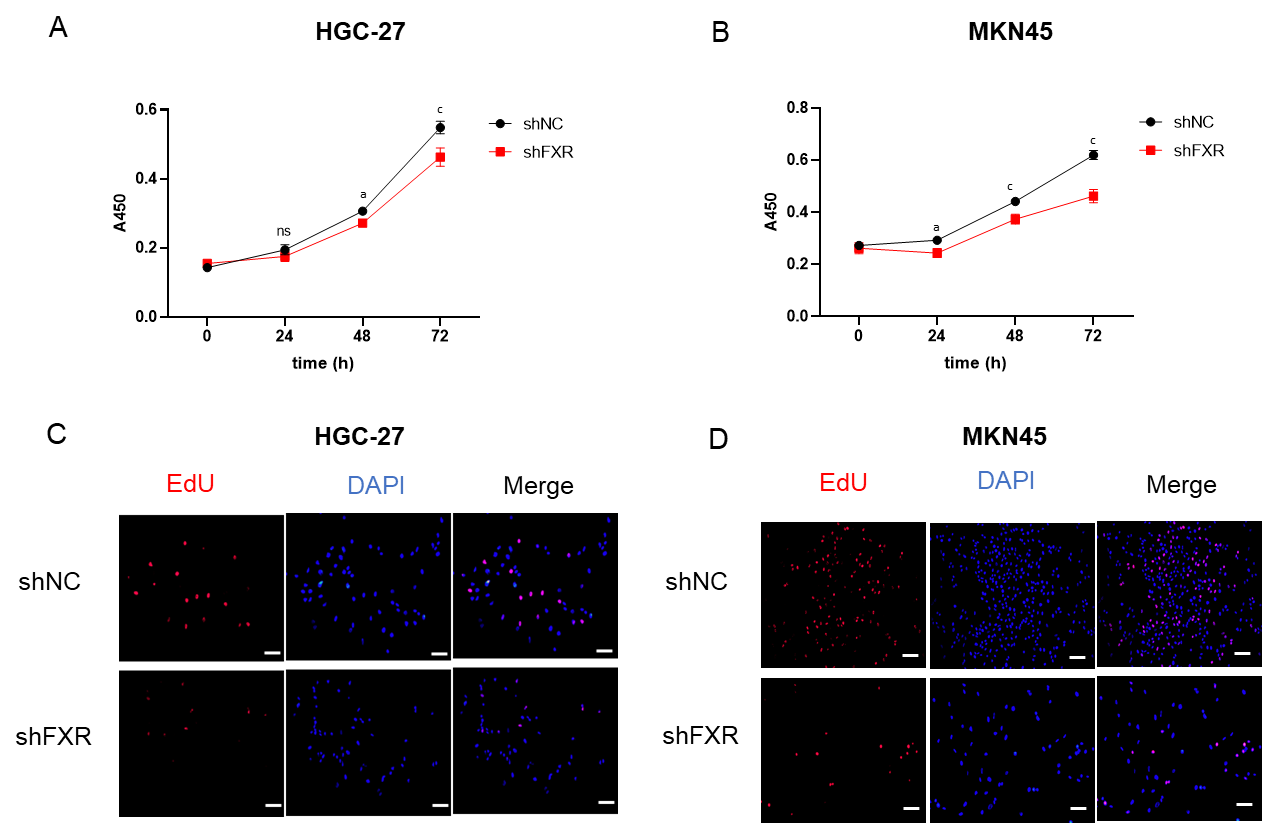 A
HGC-27
0.6
0.4
0.2
0.0
A450
0
24
48
72
time (h)
ns
a
c
shNC
shFXR
B
MKN45
0.8
0.6
0.4
0.2
0.0
A450
0
24
48
72
time (h)
a
c
c
shNC
shFXR
C
HGC-27
EdU
DAPI
Merge
shNC
shFXR
D
MKN45
EdU
DAPI
Merge
shNC
shFXR